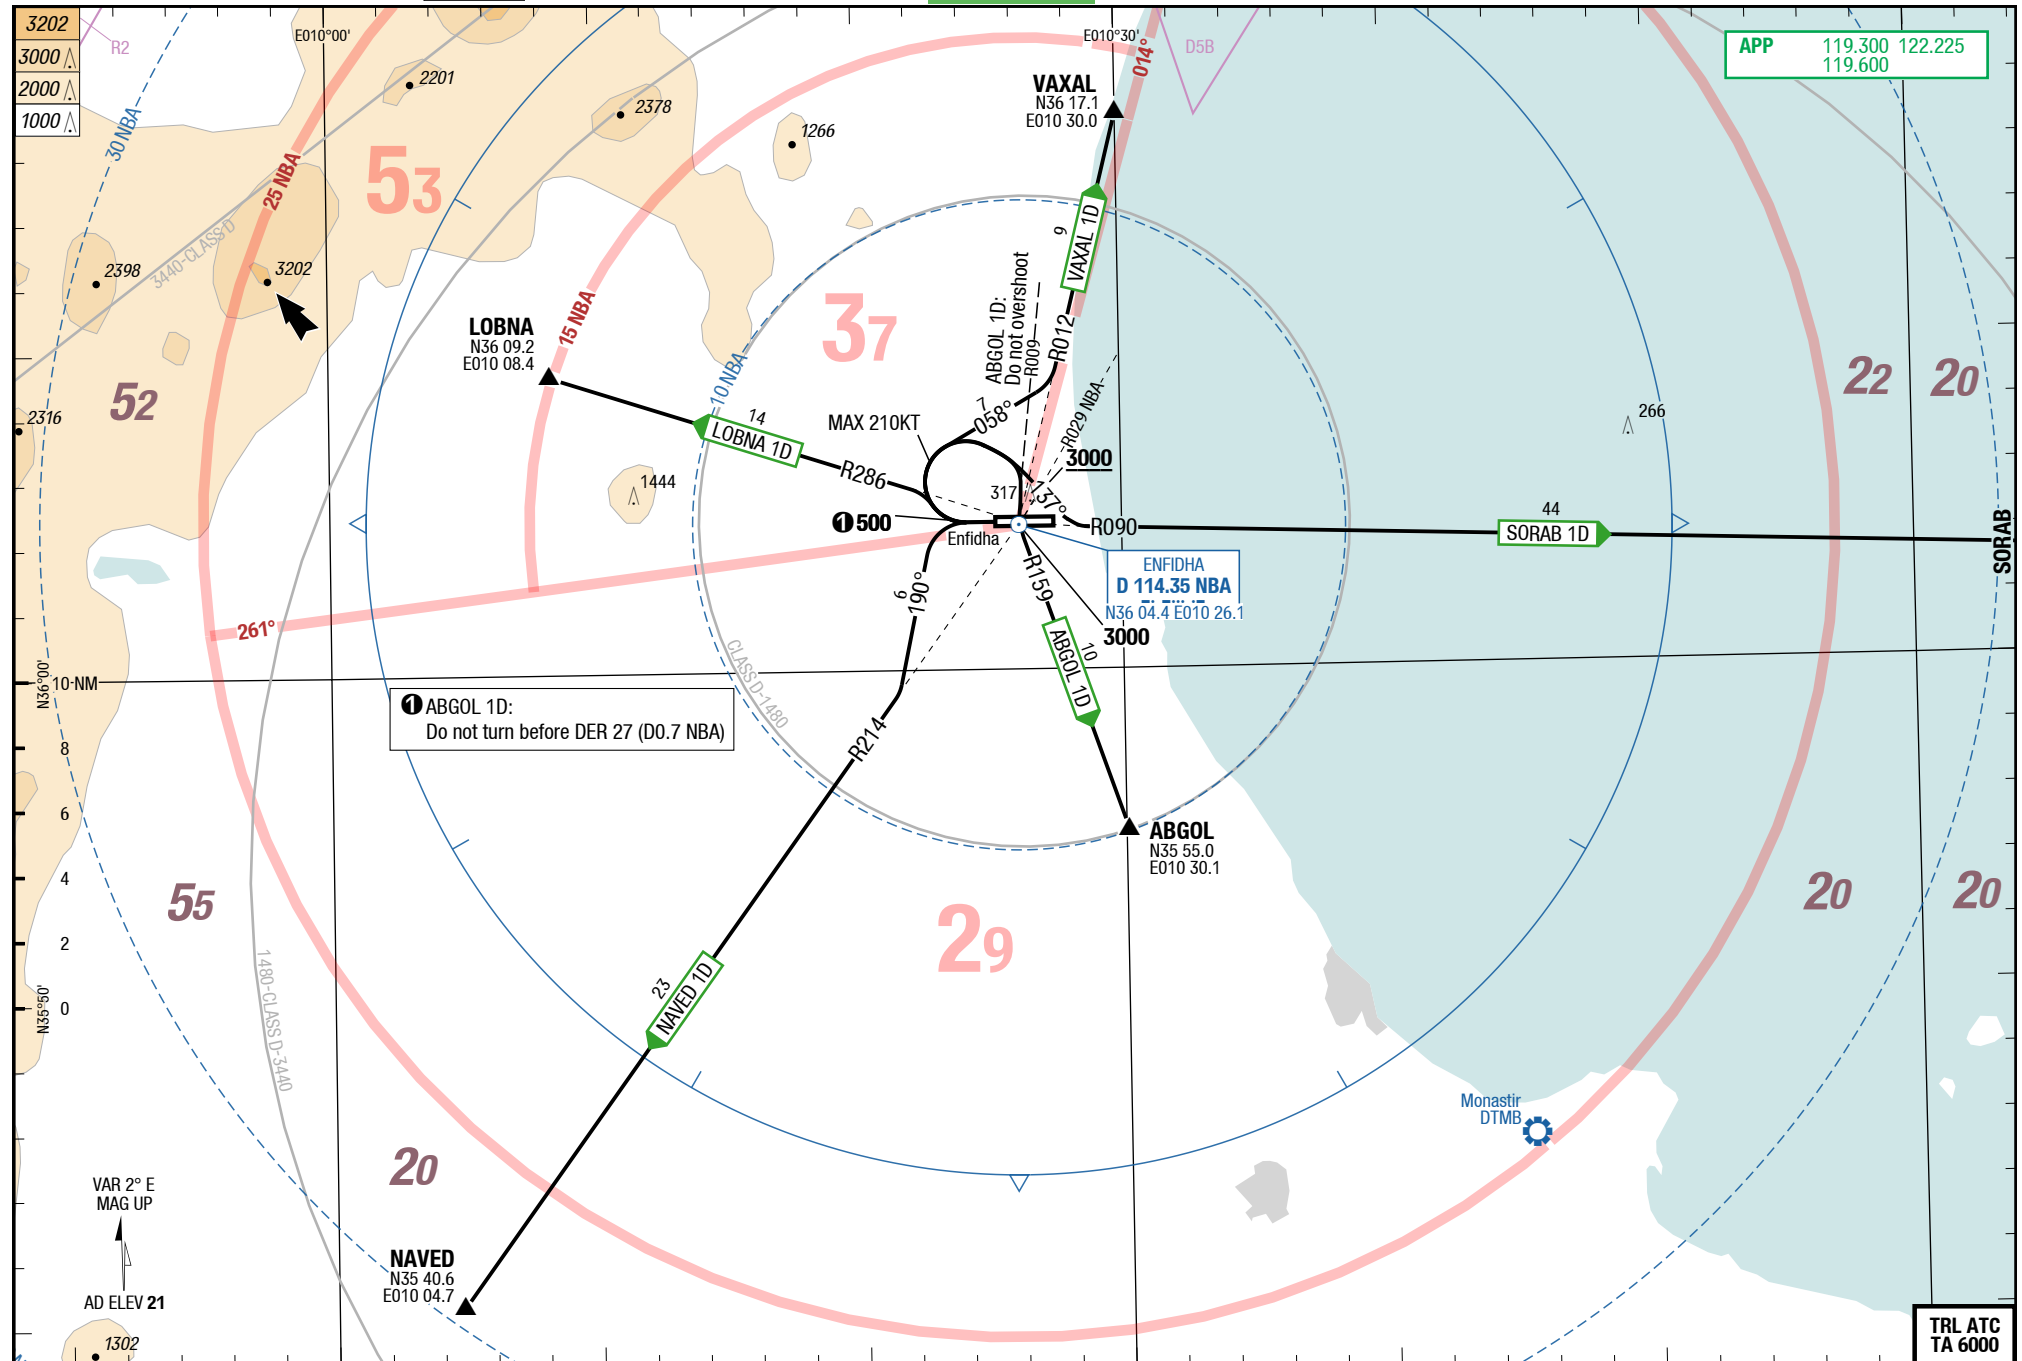 3202
3000
2000
1000
R2
E010°00'
2201
2378
1266
E010°30'
014°
D5B
APP 119.300 122.225
119.600
VAXAL
N36 17.1
E010 30.0
30 NBA
25 NBA
53
2398
3440-CLASS D
3202
9
VAXAL 1D
LOBNA
N36 09.2
E010 08.4
15 NBA
37
ABGOL 1D:
Do not overshoot
R009
R012
10 NBA
52
2316
22
20
266
14
LOBNA 1D
MAX 210KT
7
058°
R029 NBA
3000
R286
1444
317
137°
1 500
Enfidha
R090
44
SORAB 1D
SORAB
ENFIDHA
D 114.35 NBA
N36 04.4 E010 26.1
R159
6
190°
261°
3000
10
ABGOL 1D
CLASS D-1480
N36°00'
10 NM
8
6
4
2
0
N35°50'
1 ABGOL 1D:
Do not turn before DER 27 (D0.7 NBA)
R214
ABGOL
N35 55.0
E010 30.1
55
29
20
20
1480-CLASS D-3440
23
NAVED 1D
Monastir
DTMB
20
VAR 2° E
MAG UP
AD ELEV 21
1302
NAVED
N35 40.6
E010 04.7
TRL ATC
TA 6000